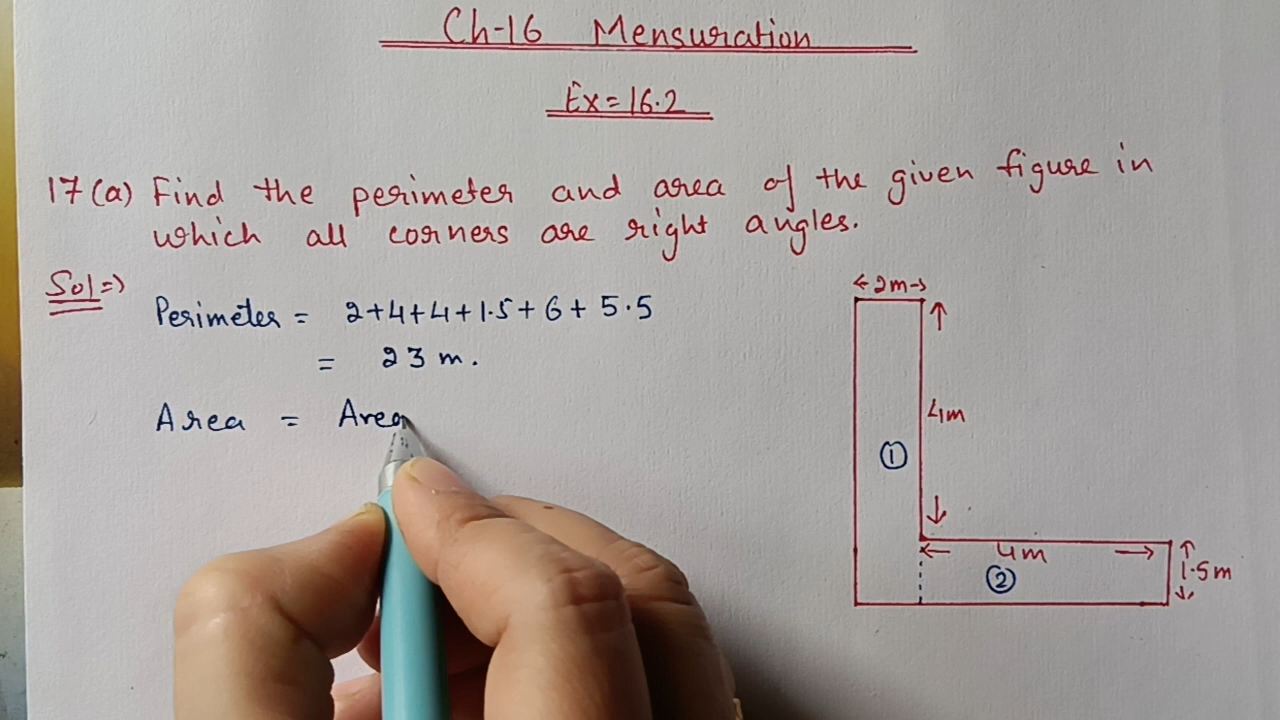 Ch-16 Mensuration
Ex=16.2
17(a) Find the perimeter and area of the given figure in
which all corners are right angles.
Sol=>
Perimeter = 2+4+4+1.5+6+5.5
= 23 m.
Area = Area
2m
4m
①
4m
②
1.5m